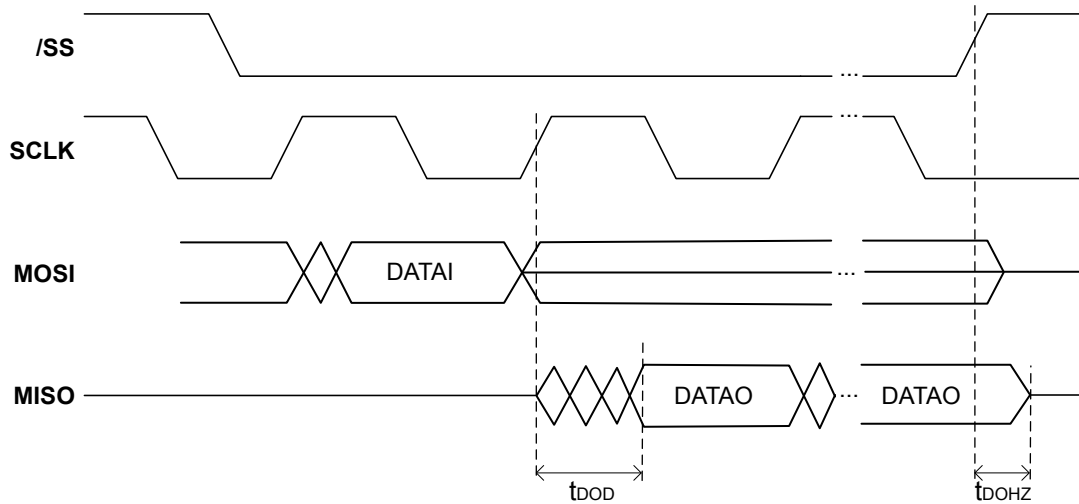 /SS
...
SCLK
...
MOSI
DATAI
...
MISO
DATAO
...
DATAO
tDOD
tDOHZ